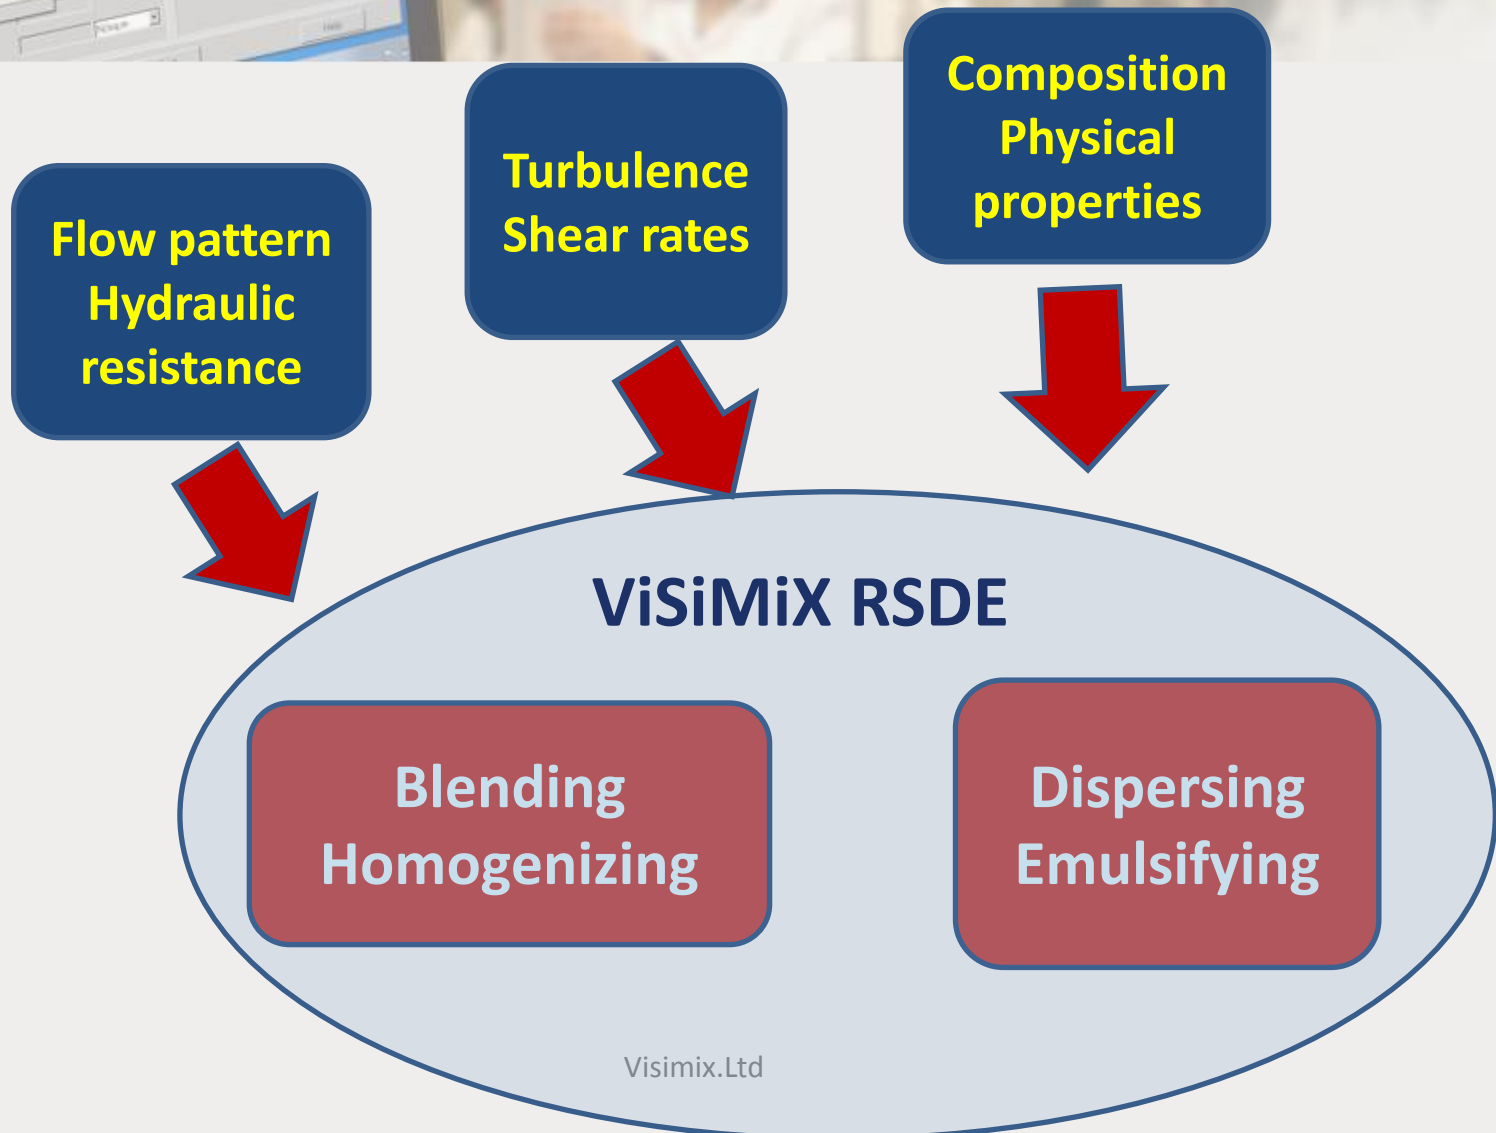 Composition
Physical
properties
Turbulence
Shear rates
Flow pattern
Hydraulic
resistance
ViSiMiX RSDE
Blending
Homogenizing
Dispersing
Emulsifying
Visimix.Ltd